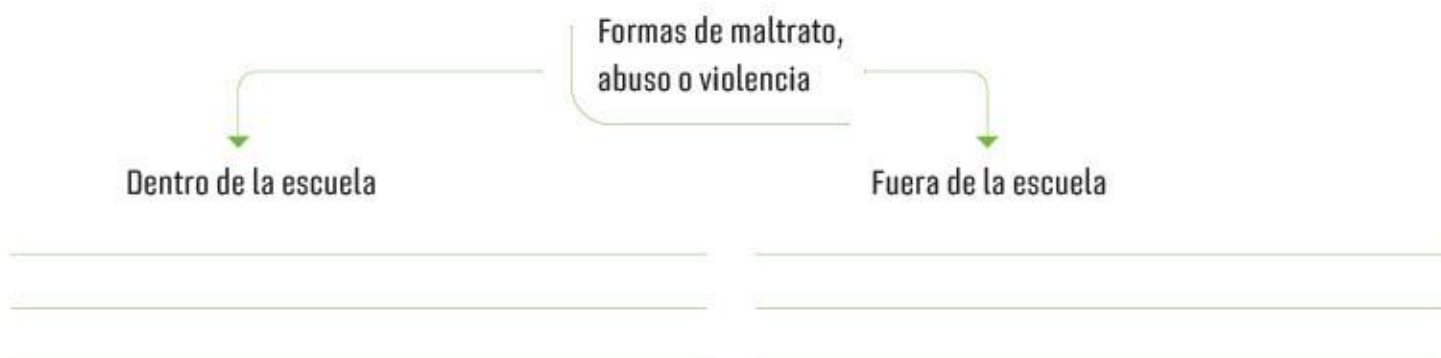 Formas de maltrato,
abuso o violencia
Dentro de la escuela
Fuera de la escuela